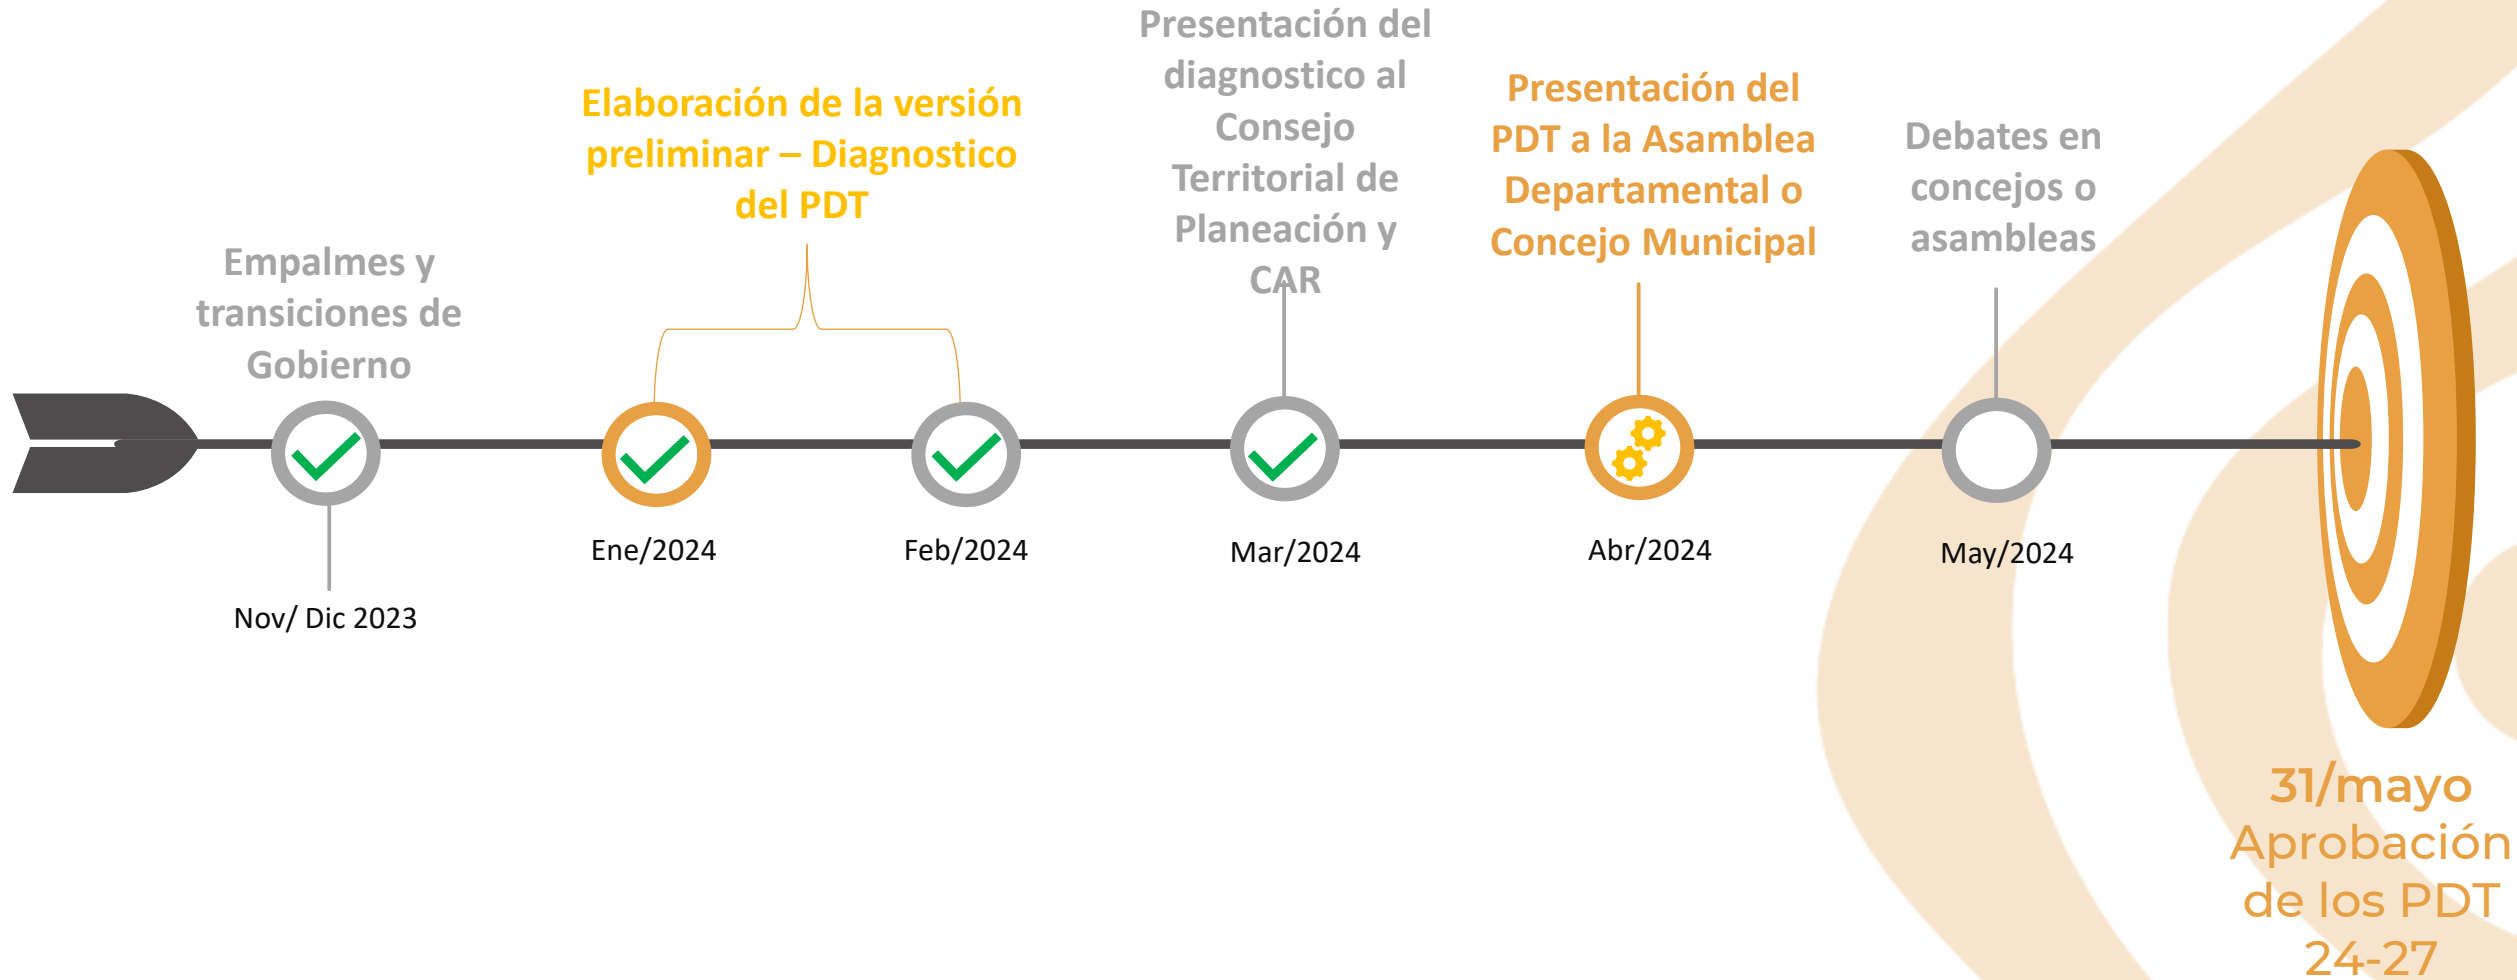 Empalmes y
transiciones de
Gobierno
Nov/ Dic 2023
Elaboración de la versión
preliminar – Diagnostico
del PDT
Ene/2024
Feb/2024
Presentación del
diagnostico al
Consejo
Territorial de
Planeación y
CAR
Mar/2024
Presentación del
PDT a la Asamblea
Departamental o
Concejo Municipal
Abr/2024
Debates en
concejos o
asambleas
May/2024
31/mayo
Aprobación
de los PDT
24-27